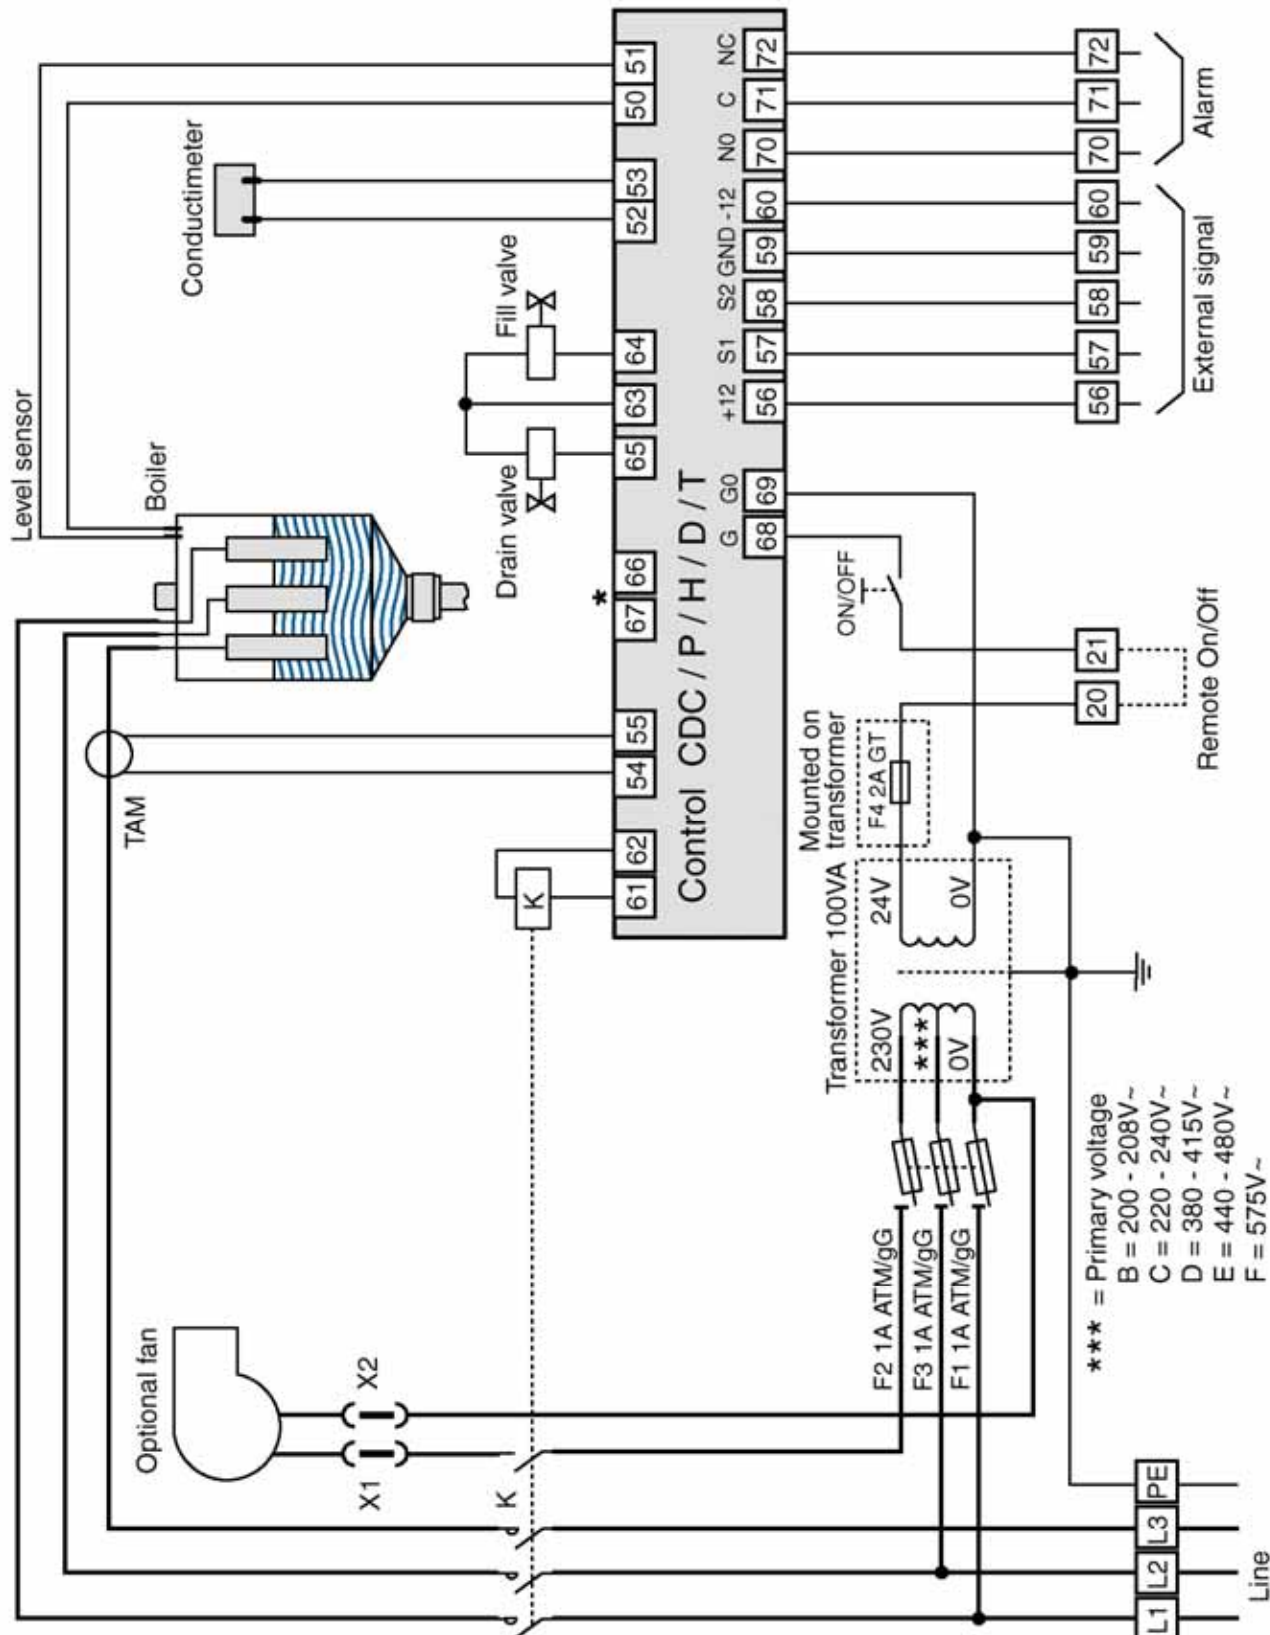 Level sensor
Boiler
Conductimeter
TAM
Optional fan
X1
X2
K
Drain valve
Fill valve
K
*
61
62
54
55
67
66
65
63
64
52
53
50
51
Control CDC / P / H / D / T
G
G0
+12
S1
S2
GND
-12
N0
C
NC
68
69
56
57
58
59
60
70
71
72
ON/OFF
Mounted on
transformer
F4 2A GT
Transformer 100VA
230V
***
0V
24V
0V
F2 1A ATM/gG
F3 1A ATM/gG
F1 1A ATM/gG
*** = Primary voltage
B = 200 - 208V~
C = 220 - 240V~
D = 380 - 415V~
E = 440 - 480V~
F = 575V~
L1
L2
L3
PE
Line
20
21
Remote On/Off
56
57
58
59
60
External signal
70
71
72
Alarm